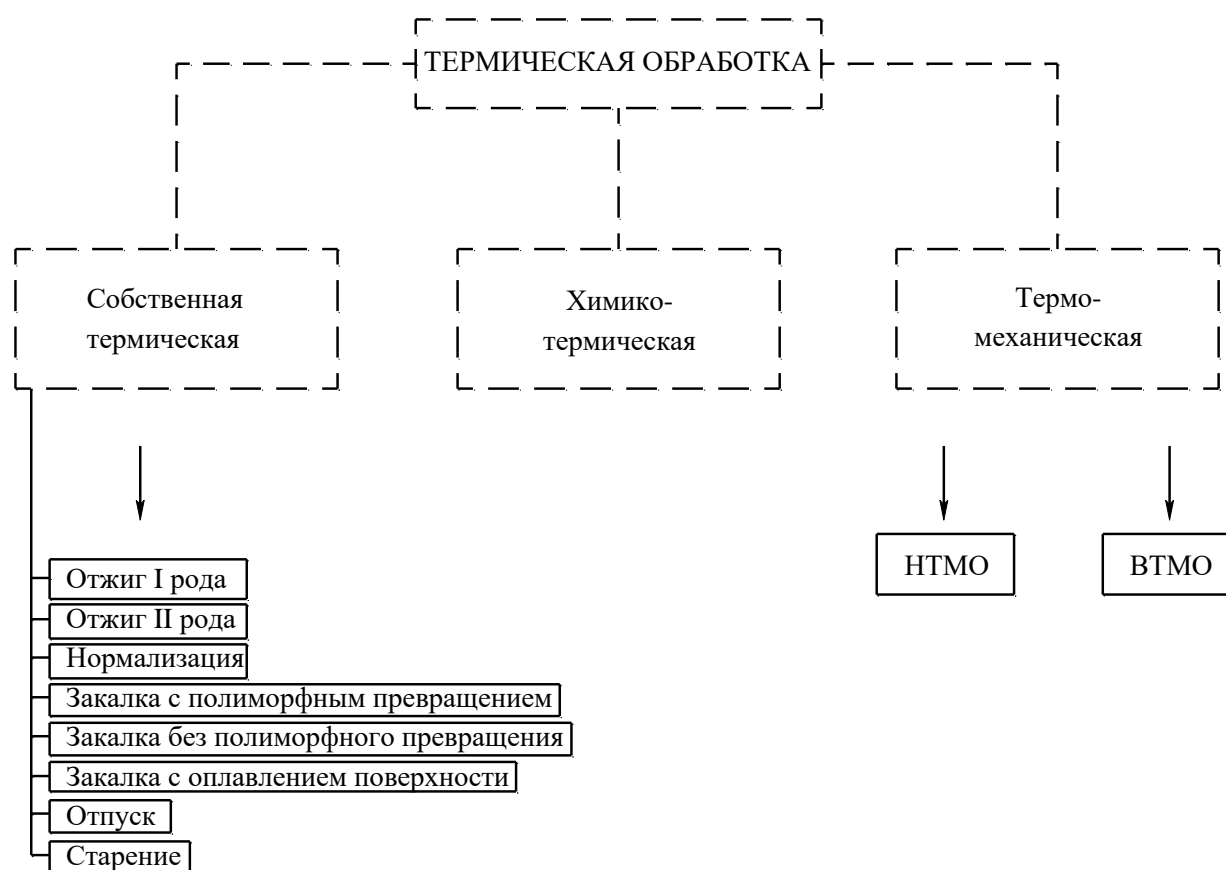 ТЕРМИЧЕСКАЯ ОБРАБОТКА
Собственная
термическая
Химико-
термическая
Термо-
механическая
НТМО
ВТМО
Отжиг I рода
Отжиг II рода
Нормализация
Закалка с полиморфным превращением
Закалка без полиморфного превращения
Закалка с оплавлением поверхности
Отпуск
Старение